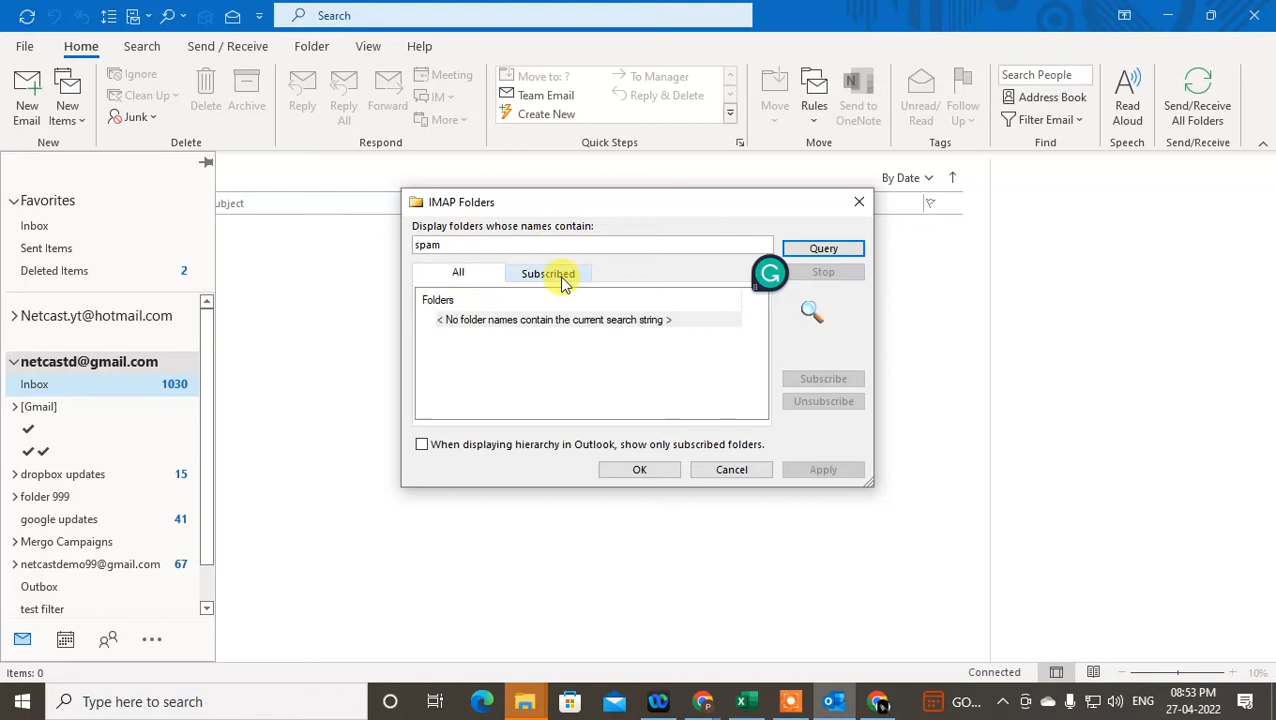 Search
File
Home
Search
Send / Receive
Folder
View
Help
New
Email
New
Items
Ignore
Clean Up
Junk
Delete
Archive
Reply
Reply
All
Forward
Meeting
IM
More
Move to: ?
Team Email
Create New
To Manager
Reply & Delete
Move
Rules
Send to
OneNote
Unread/
Read
Follow
Up
Search People
Address Book
Filter Email
Read
Aloud
Send/Receive
All Folders
New
Delete
Respond
Quick Steps
Move
Tags
Find
Speech
Send/Receive
Favorites
Inbox
Sent Items
Deleted Items 2
Netcast.yt@hotmail.com
netcastd@gmail.com
Inbox 1030
[Gmail]
dropbox updates 15
folder 999
google updates 41
Mergo Campaigns
netcastdemo99@gmail.com 67
Outbox
test filter
By Date
ubject
IMAP Folders
Display folders whose names contain:
spam
Query
All
Subscribed
Stop
Folders
< No folder names contain the current search string >
Subscribe
Unsubscribe
When displaying hierarchy in Outlook, show only subscribed folders.
OK
Cancel
Apply
Items: 0
Connected
10%
Type here to search
GO...
ENG
08:53 PM
27-04-2022